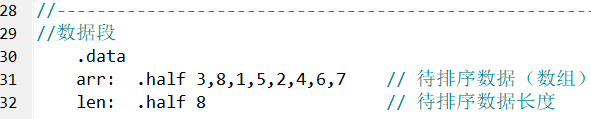 28 //----------------------------------------------------------
29 //数据段
30 .data
31 arr: .half 3,8,1,5,2,4,6,7 // 待排序数据（数组）
32 len: .half 8 // 待排序数据长度